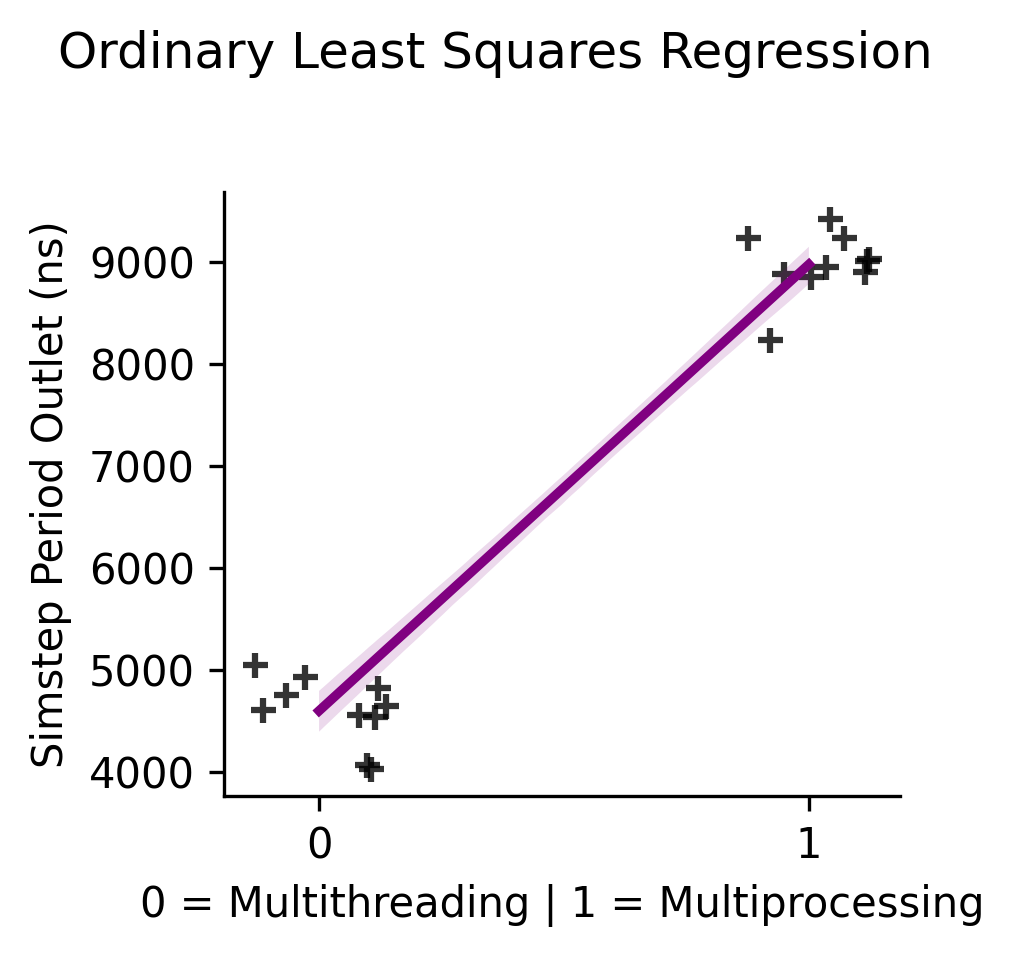 Ordinary Least Squares Regression
Simstep Period Outlet (ns)
9000
8000
7000
6000
5000
4000
0 1
0 = Multithreading | 1 = Multiprocessing